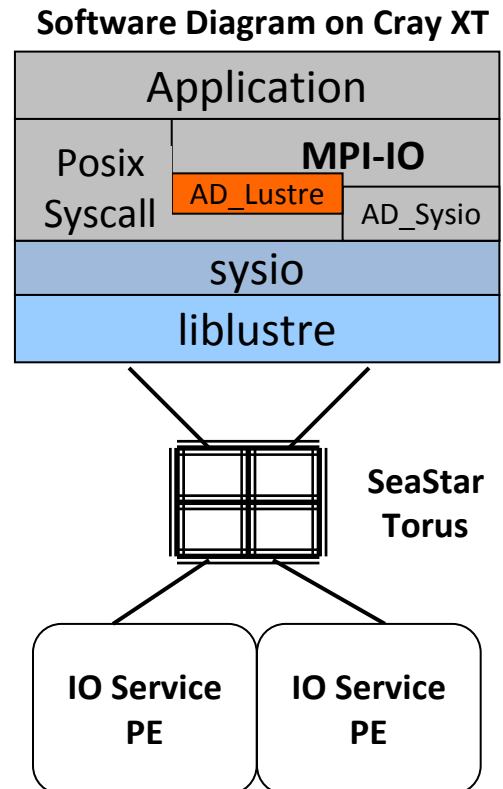 Software Diagram on Cray XT
Application
Posix
Syscall
MPI-IO
AD_Lustre
AD_Sysio
sysio
liblustre
SeaStar
Torus
IO Service
PE
IO Service
PE